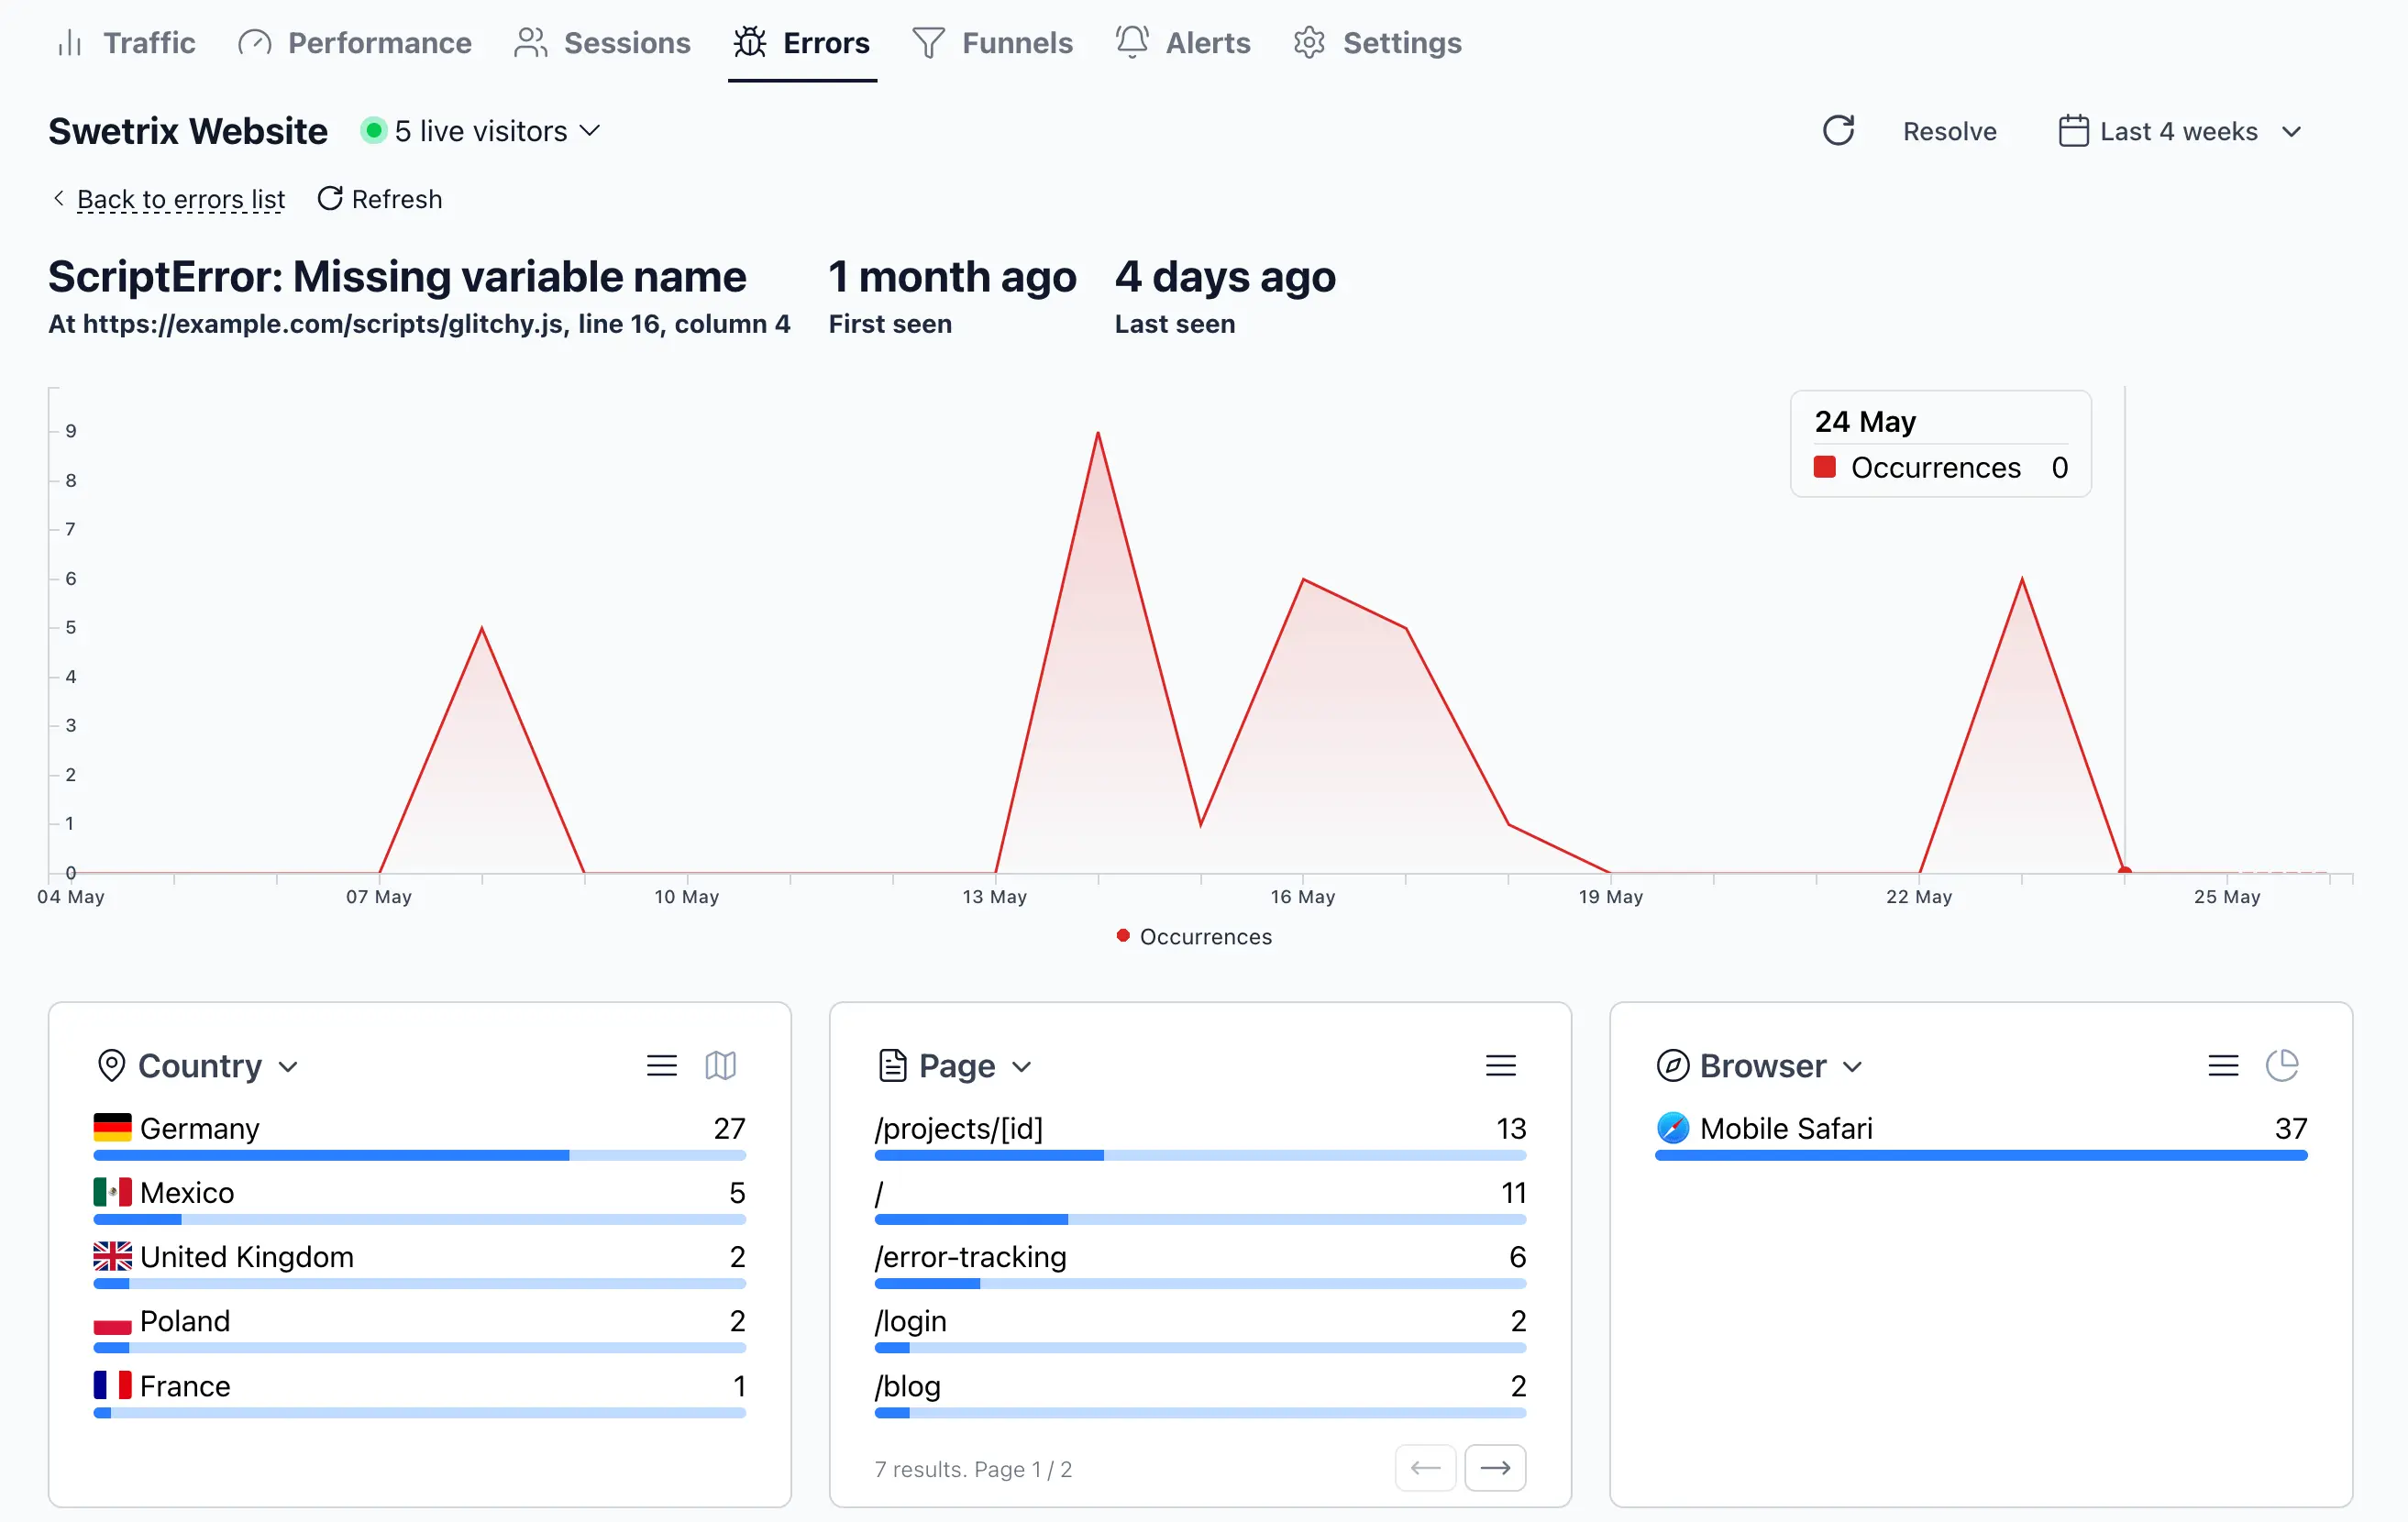 Traffic Performance Sessions Errors Funnels Alerts Settings
Swetrix Website 5 live visitors Resolve Last 4 weeks
Back to errors list Refresh
ScriptError: Missing variable name 1 month ago 4 days ago
At https://example.com/scripts/glitchy.js, line 16, column 4 First seen Last seen
24 May
Occurrences 0
9
8
7
6
5
4
3
2
1
0
04 May 07 May 10 May 13 May 16 May 19 May 22 May 25 May
Occurrences
Country
Germany 27
Mexico 5
United Kingdom 2
Poland 2
France 1
Page
/projects/[id] 13
/ 11
/error-tracking 6
/login 2
/blog 2
7 results. Page 1 / 2
Browser
Mobile Safari 37